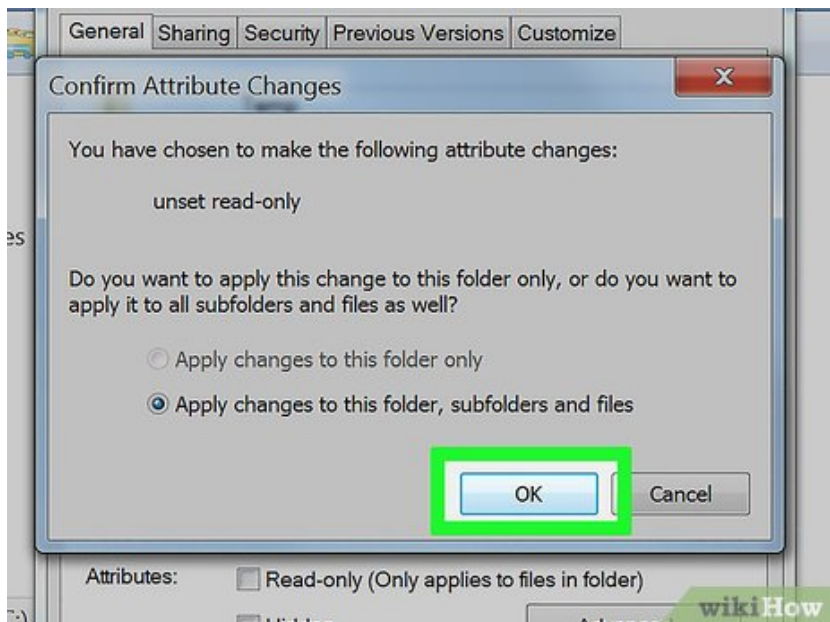 General Sharing Security Previous Versions Customize
Confirm Attribute Changes
You have chosen to make the following attribute changes:
unset read-only
es
Do you want to apply this change to this folder only, or do you want to
apply it to all subfolders and files as well?
Apply changes to this folder only
Apply changes to this folder, subfolders and files
OK Cancel
Attributes: Read-only (Only applies to files in folder)
wikiHow